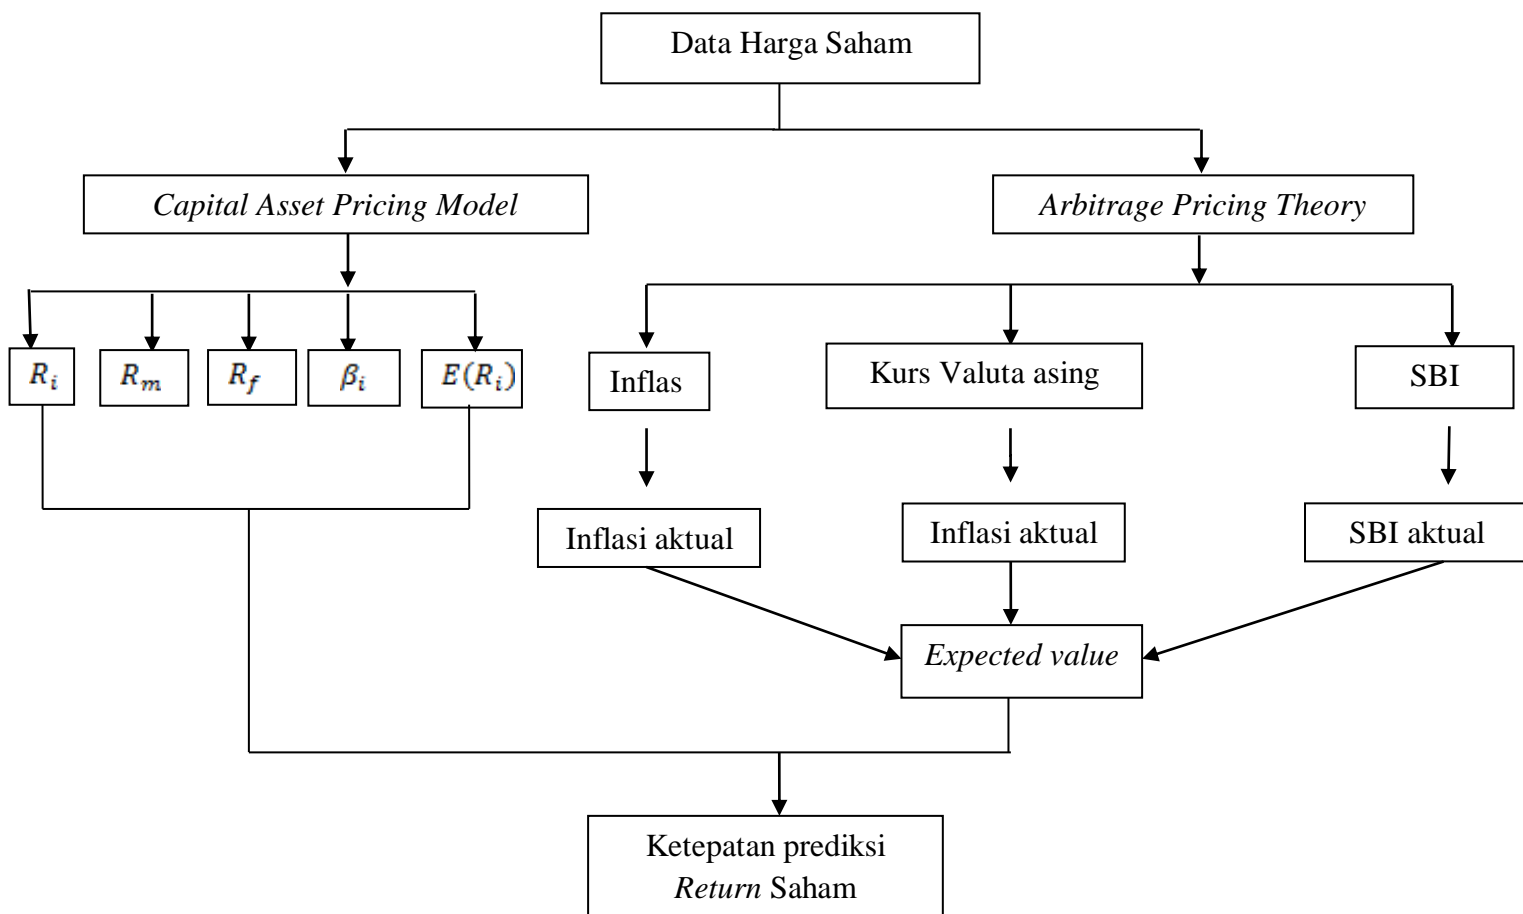 Data Harga Saham
Capital Asset Pricing Model
Arbitrage Pricing Theory
R_i
R_m
R_f
β_i
E(R_i)
Inflas
Kurs Valuta asing
SBI
Inflasi aktual
Inflasi aktual
SBI aktual
Expected value
Ketepatan prediksi
Return Saham